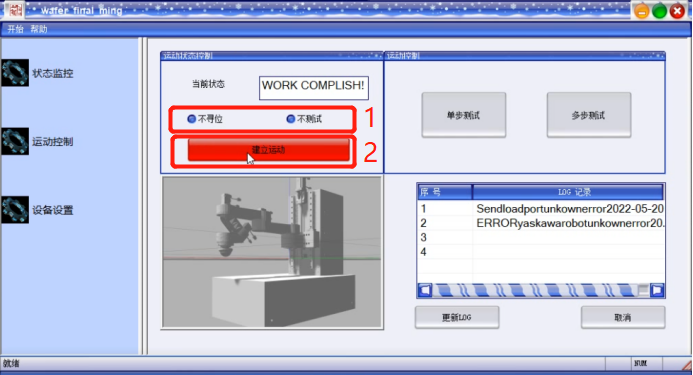 wafer final ming
开始 帮助
状态监控
运动控制
设备设置
运动状态控制
当前状态
WORK COMPLISH!
不寻位
不测试
1
建立运动
2
运动控制
单步测试
多步测试
序 号
LOG 记录
1
Sendloadportunkownerror2022-05-20
2
ERRORyaskawarobotunkownerror20.
3
4
更新LOG
取消
就绪